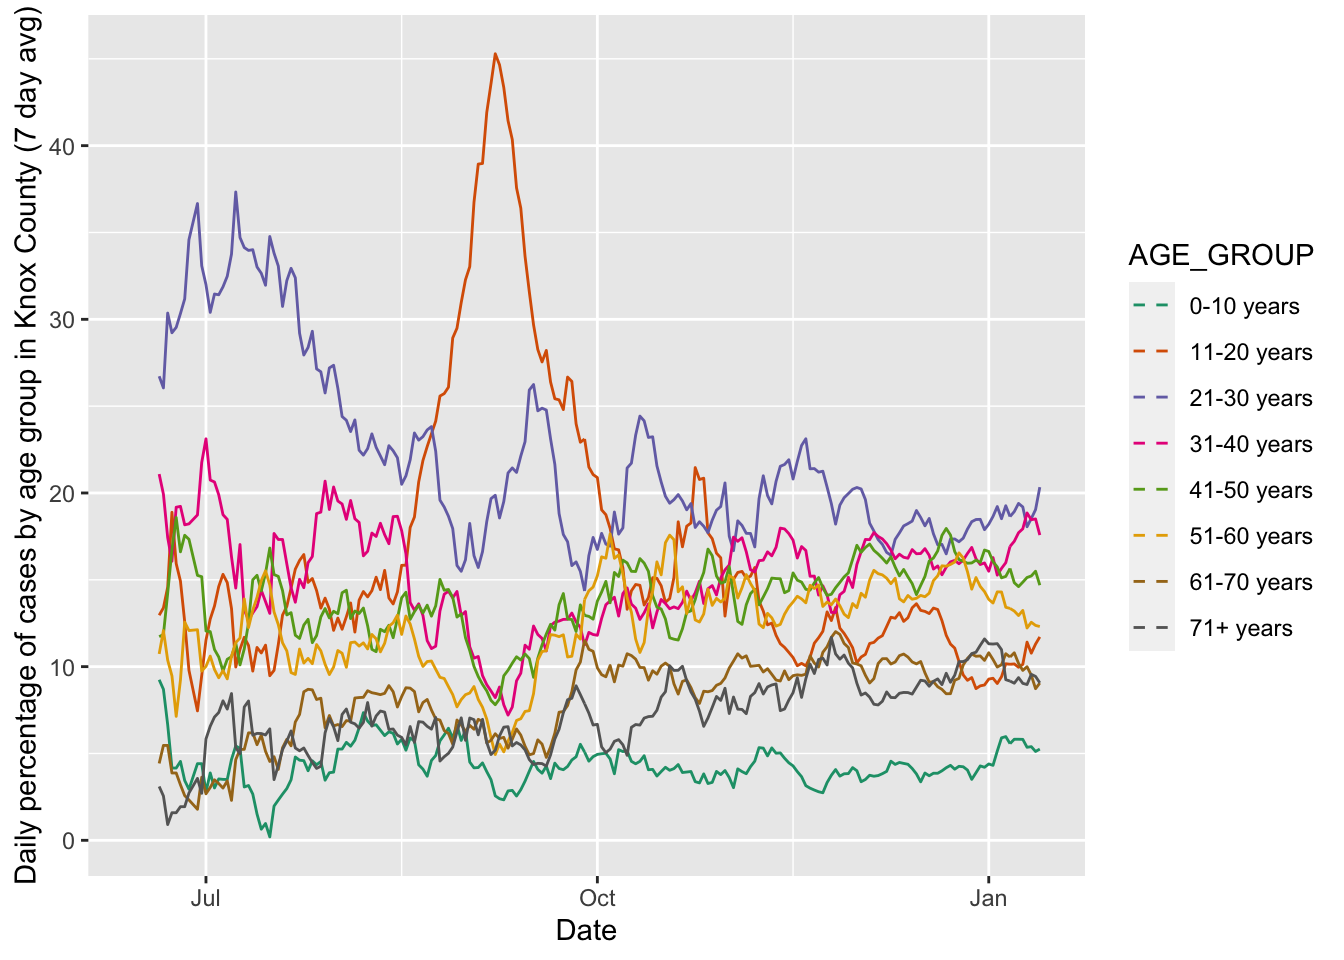 Daily percentage of cases by age group in Knox County (7 day avg)
40
30
20
10
0
Jul
Oct
Jan
Date
AGE_GROUP
0-10 years
11-20 years
21-30 years
31-40 years
41-50 years
51-60 years
61-70 years
71+ years